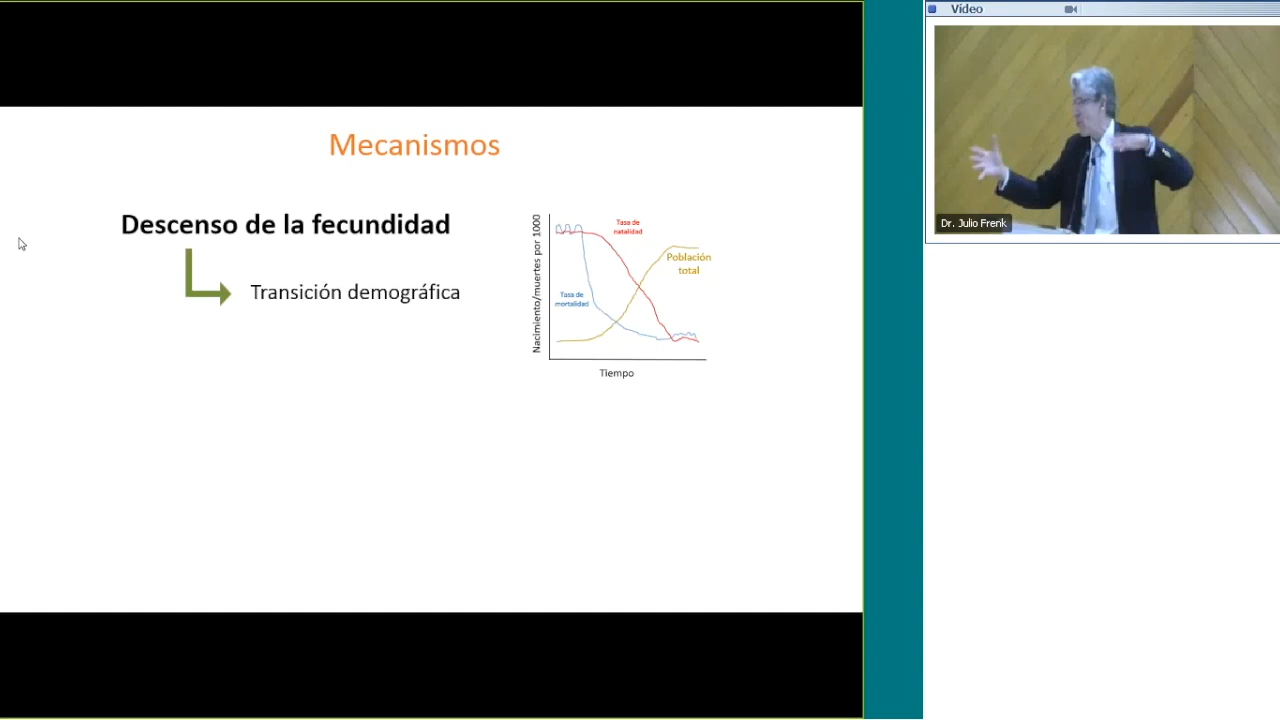 Mecanismos
Descenso de la fecundidad
Transición demográfica
Nacimiento/muertes por 1000
Tasa de
natalidad
Población
total
Tasa de
mortalidad
Tiempo
Vídeo
Dr. Julio Frenk